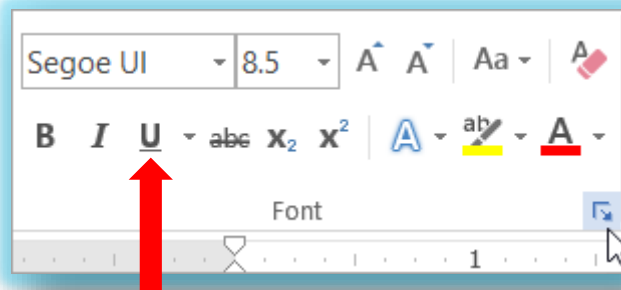 Segoe UI 8.5 A A Aa A
B I U abc X₂ X² A ab A
Font
1